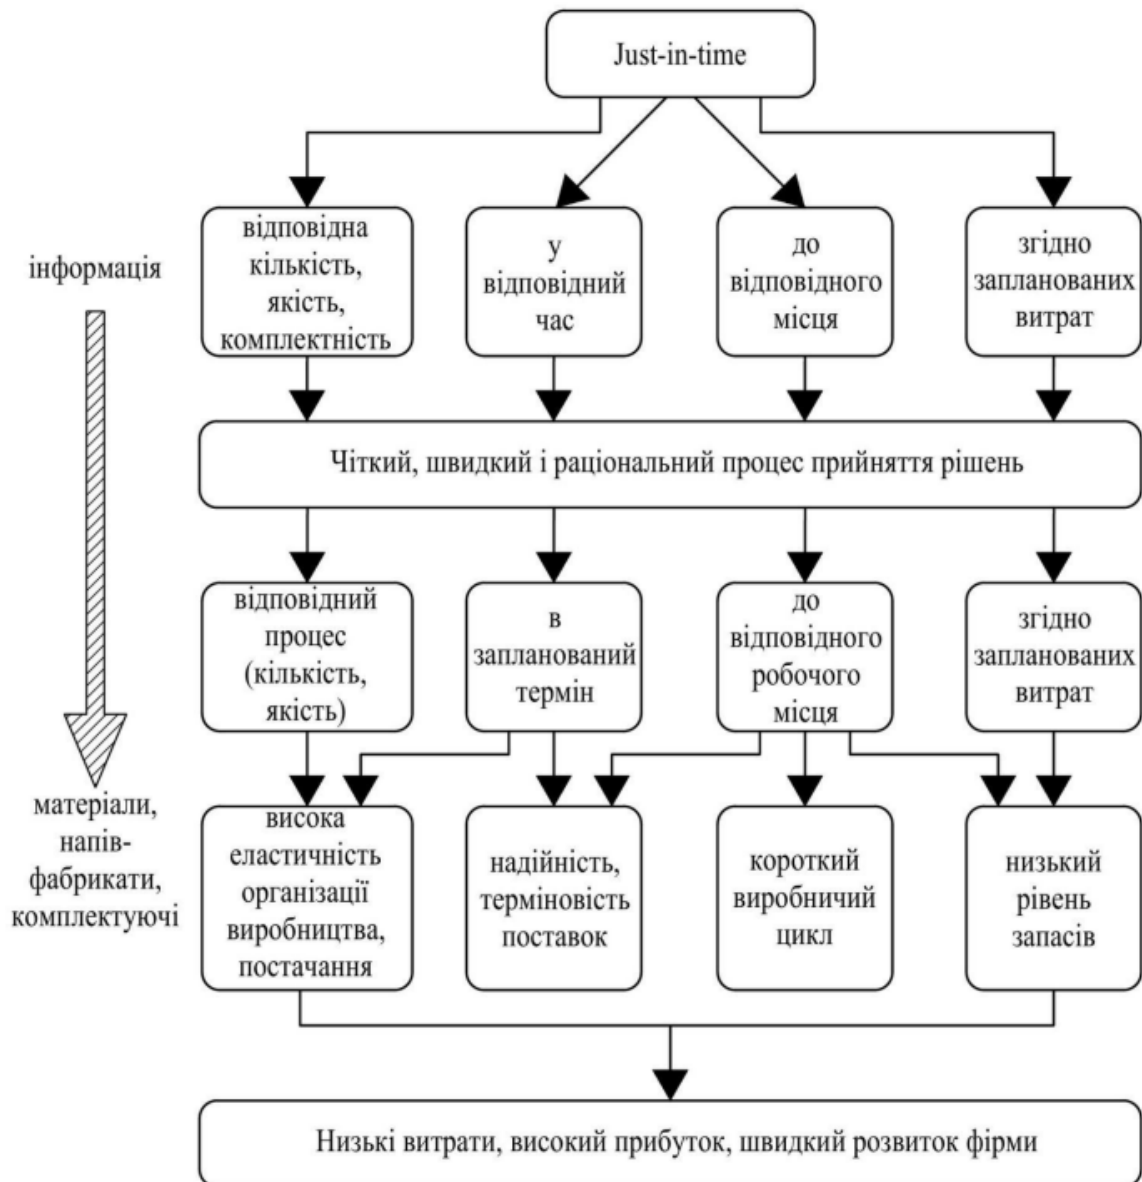 Just-in-time
відповідна
кількість,
якість,
комплектність
у
відповідний
час
до
відповідного
місця
згідно
запланованих
витрат
інформація
Чіткий, швидкий і раціональний процес прийняття рішень
відповідний
процес
(кількість,
якість)
в
запланований
термін
до
відповідного
робочого
місця
згідно
запланованих
витрат
матеріали,
напів-
фабрикати,
комплектуючі
висока
еластичність
організації
виробництва,
постачання
надійність,
терміновість
поставок
короткий
виробничий
цикл
низький
рівень
запасів
Низькі витрати, високий прибуток, швидкий розвиток фірми